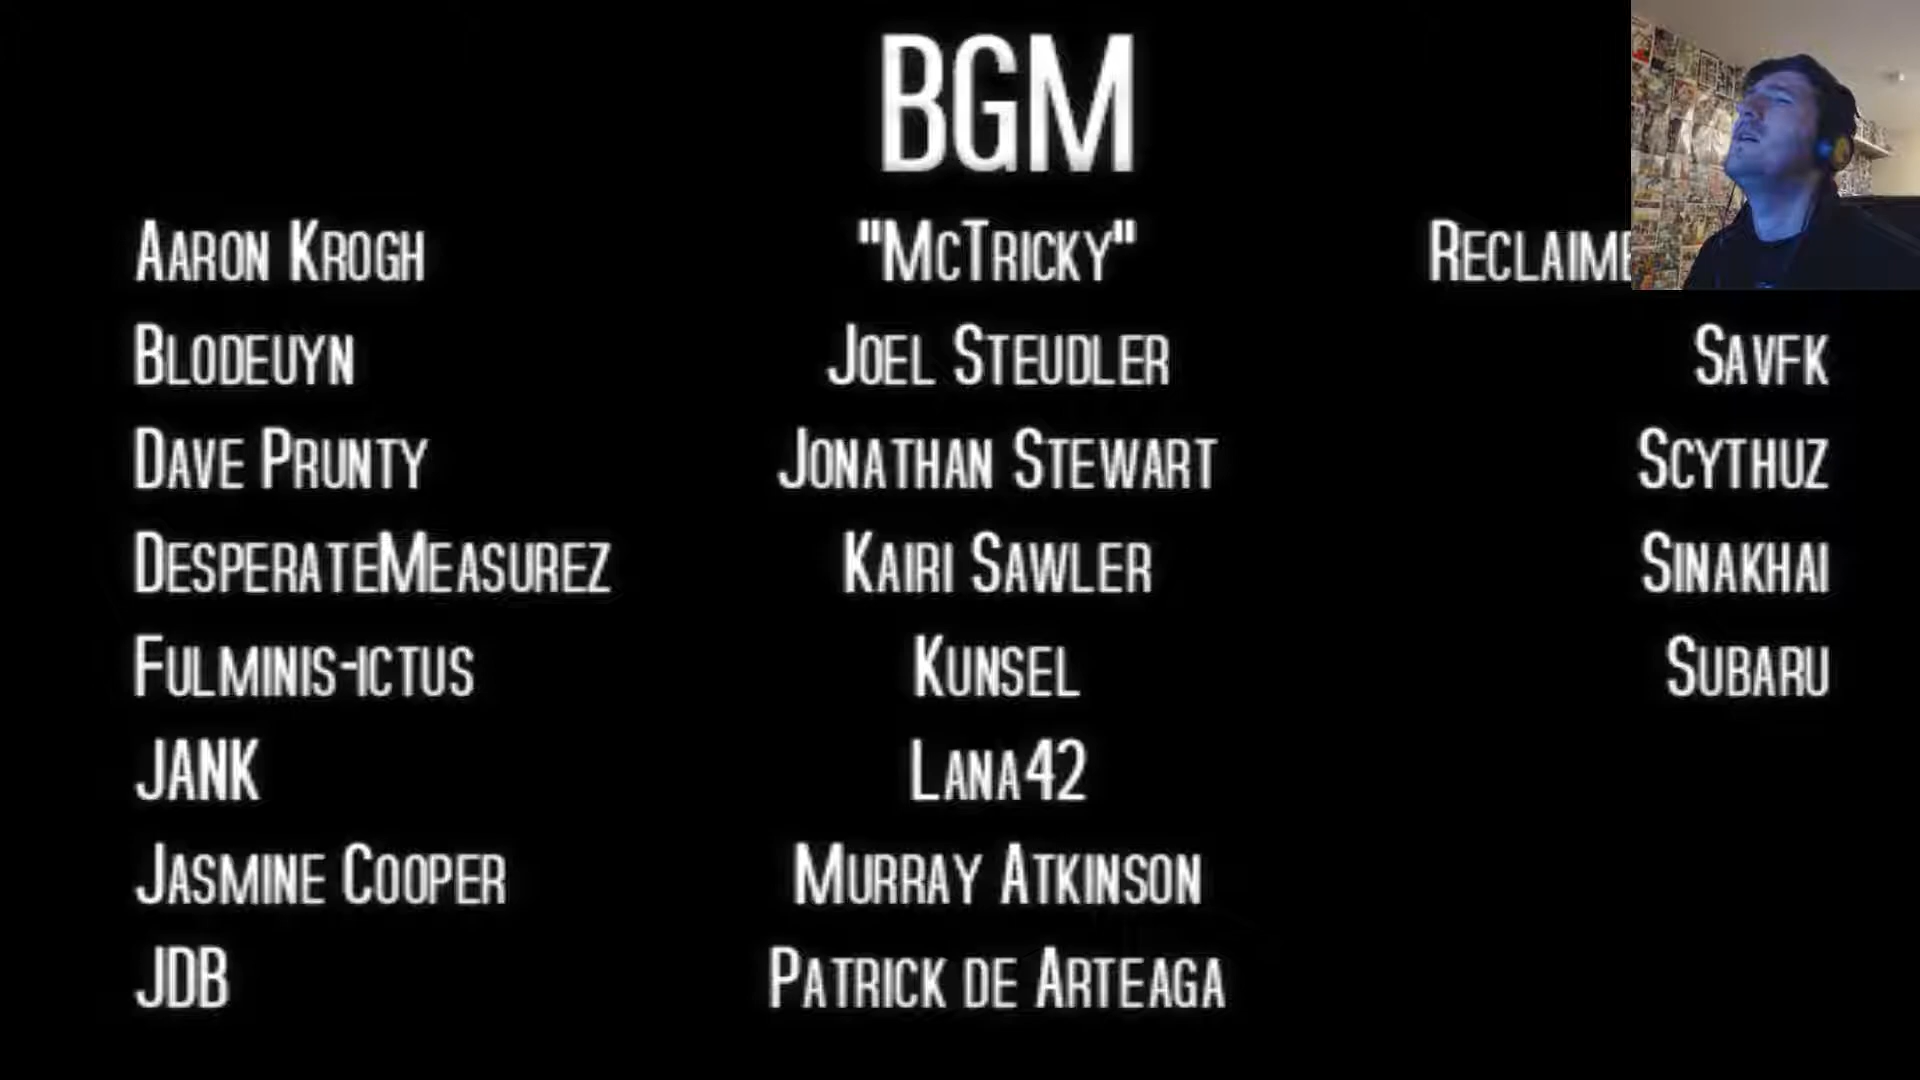 BGM
Aaron Krogh
"McTricky"
Blodeuyn
Joel Steudler
Savfk
Dave Prunty
Jonathan Stewart
Scythuz
DesperateMeasurez
Kairi Sawler
Sinakhai
Fulminis-ictus
Kunsel
Subaru
JANK
Lana42
Jasmine Cooper
Murray Atkinson
JDB
Patrick de Arteaga